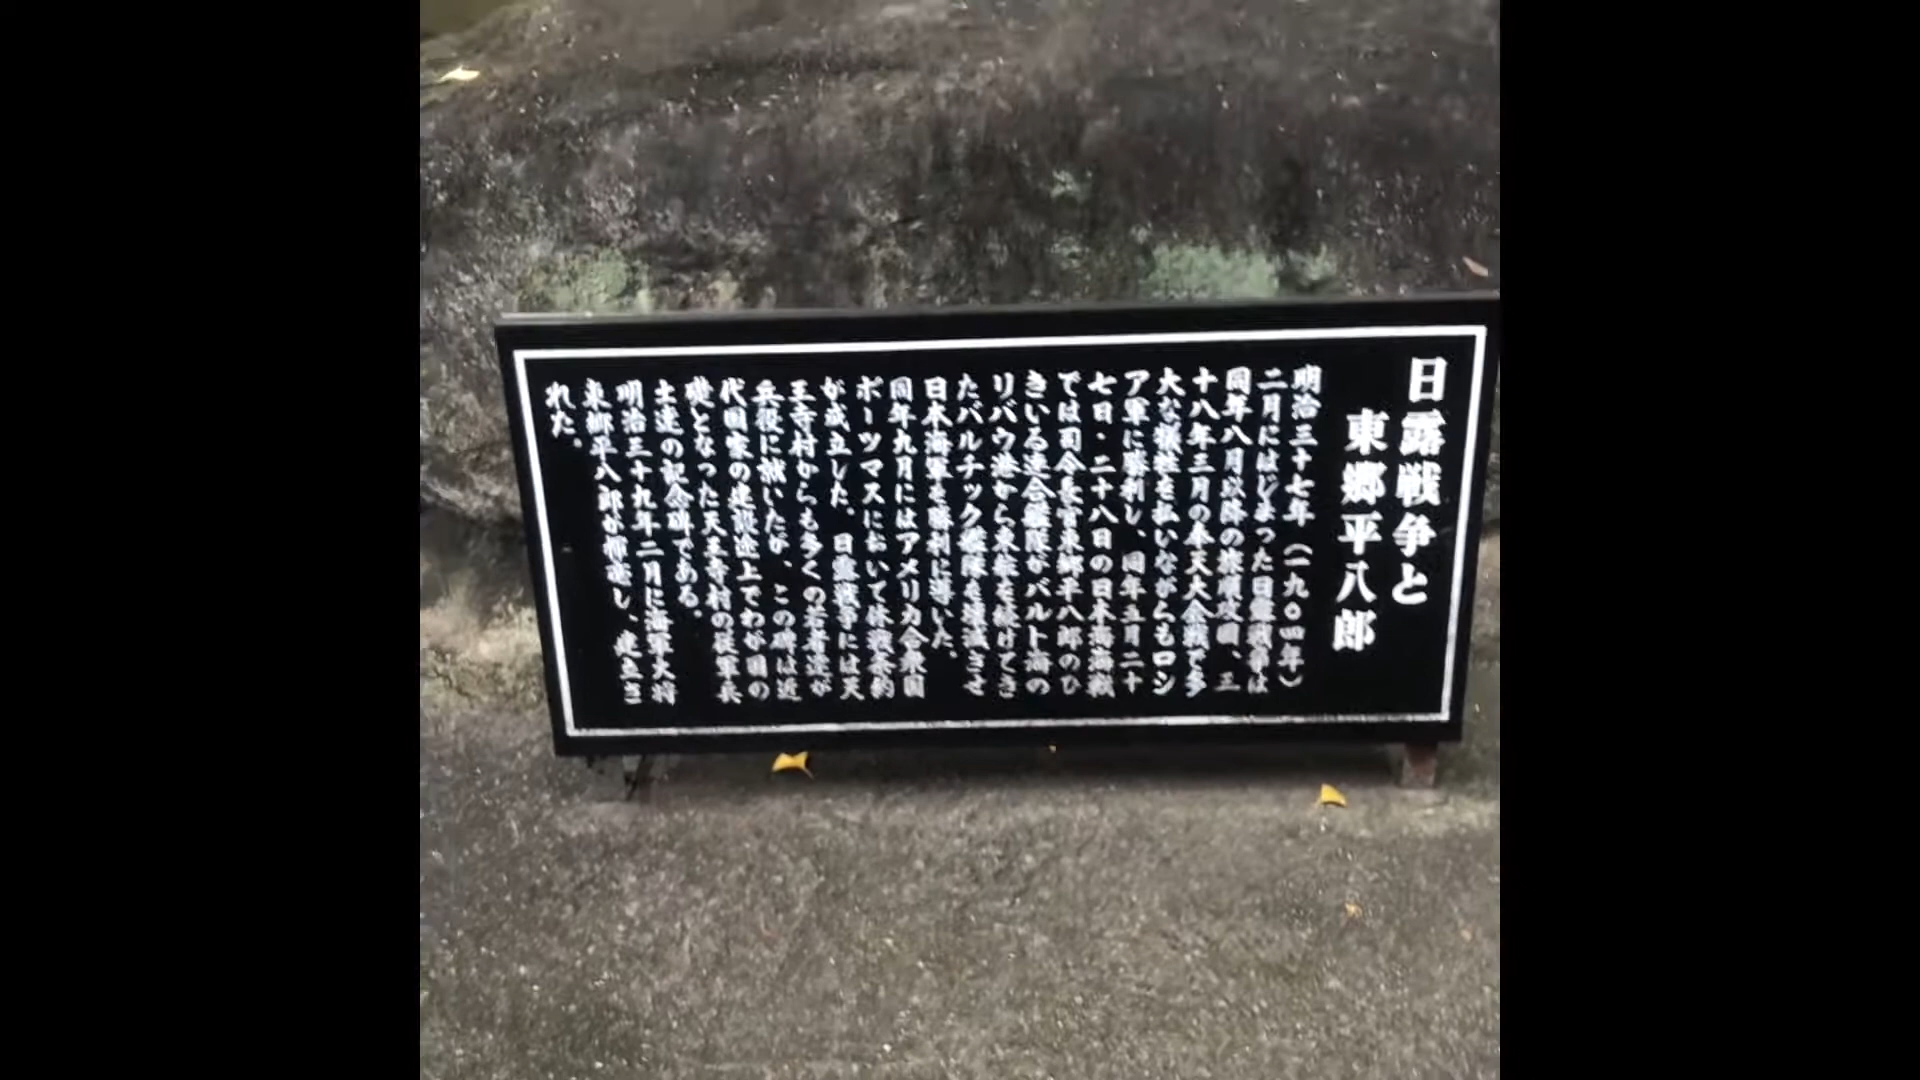 日露戦争と
東郷平八郎
明治三十七年（一九〇四年）
二月にはじまった日露戦争は
同年八月以降の旅順攻囲、三
十八年三月の奉天大会戦で多
大な犠牲を払いながらもロシ
ア軍に勝利し、同年五月二十
七日・二十八日の日本海海戦
では司令長官東郷平八郎のひ
きいる連合艦隊がバルト海の
リバウ港から東航を続けてき
たバルチック艦隊を壊滅させ
日本海軍を勝利に導いた。
同年九月にはアメリカ合衆国
ポーツマスにおいて休戦条約
が成立した。日露戦争には天
王寺村からも多くの若者達が
兵役に就いたが、この碑は近
代国家の建設途上でわが国の
礎となった天王寺村の従軍兵
士達の記念碑である。
明治三十九年二月に海軍大将
東郷平八郎が揮毫し、建立さ
れた。